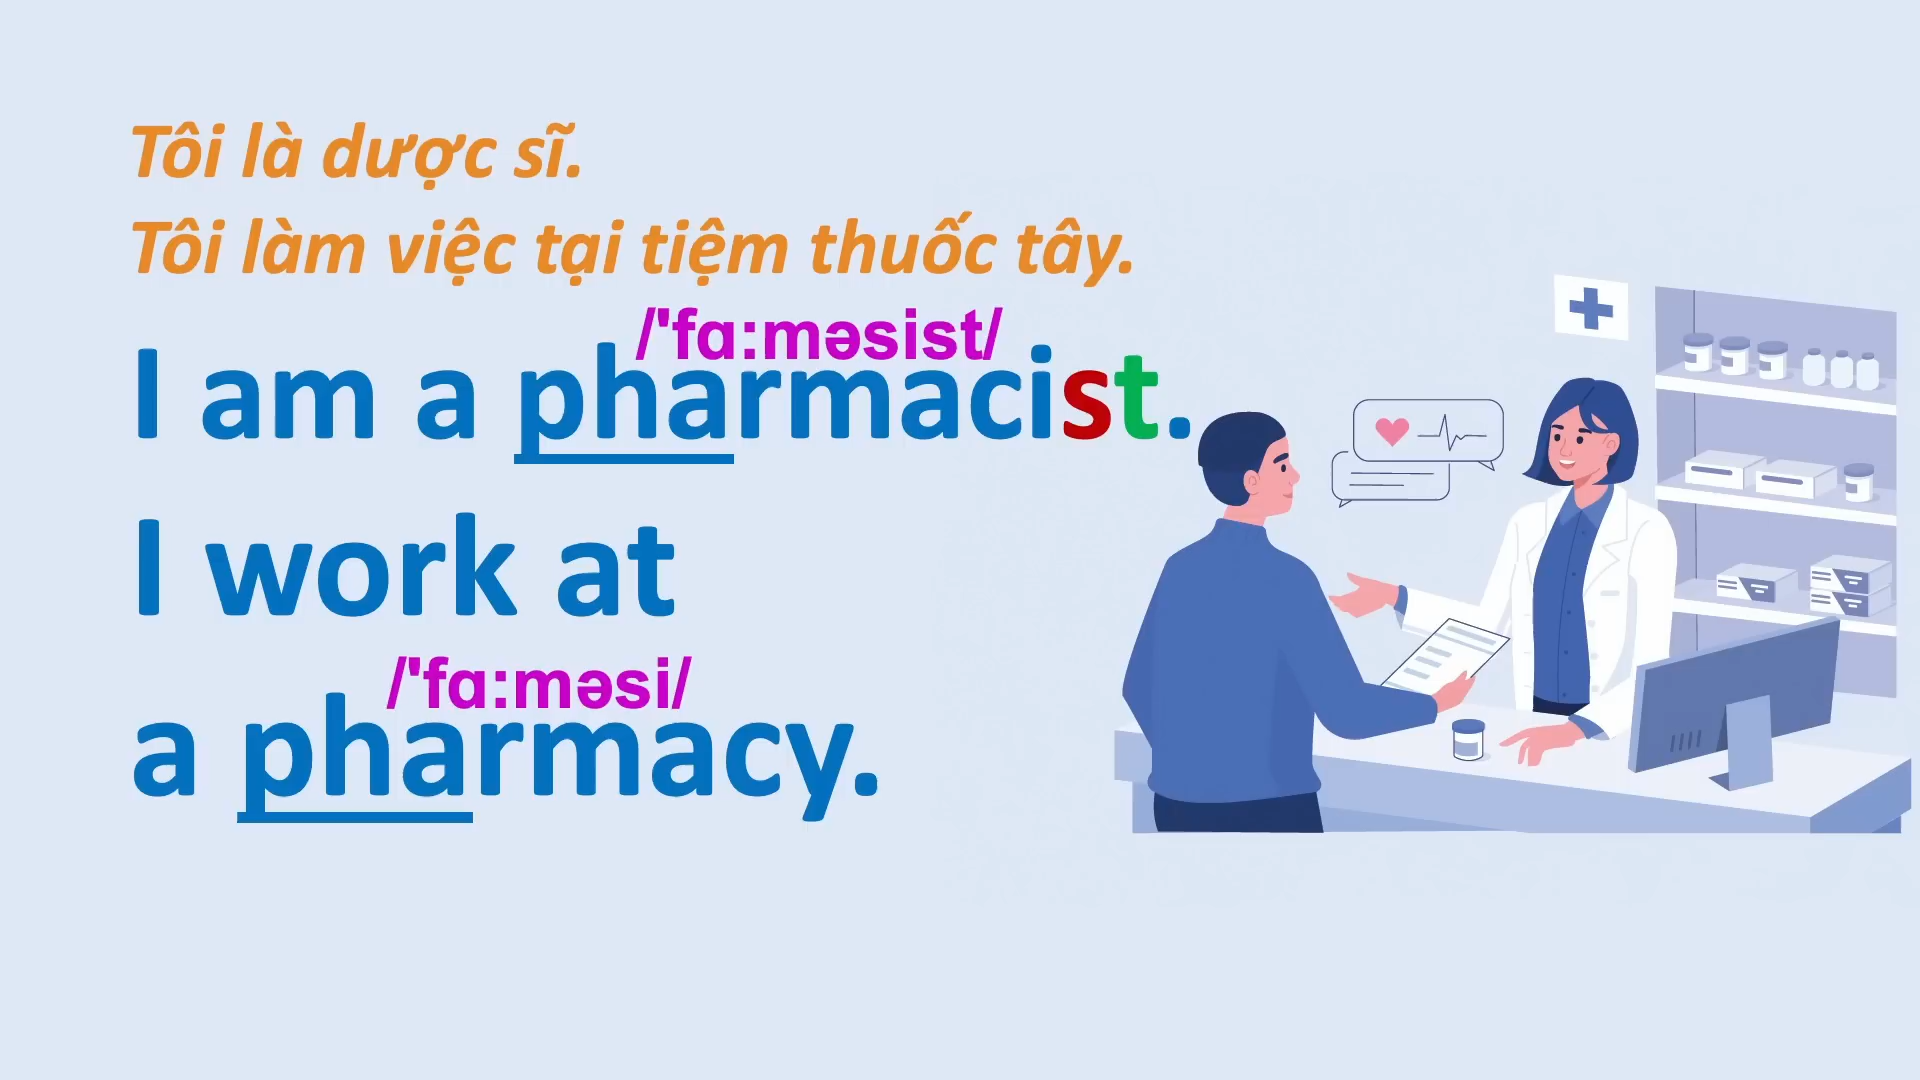 Tôi là dược sĩ.
Tôi làm việc tại tiệm thuốc tây.
/'fɑ:məsist/
I am a pharmacist.
I work at
/'fɑ:məsi/
a pharmacy.